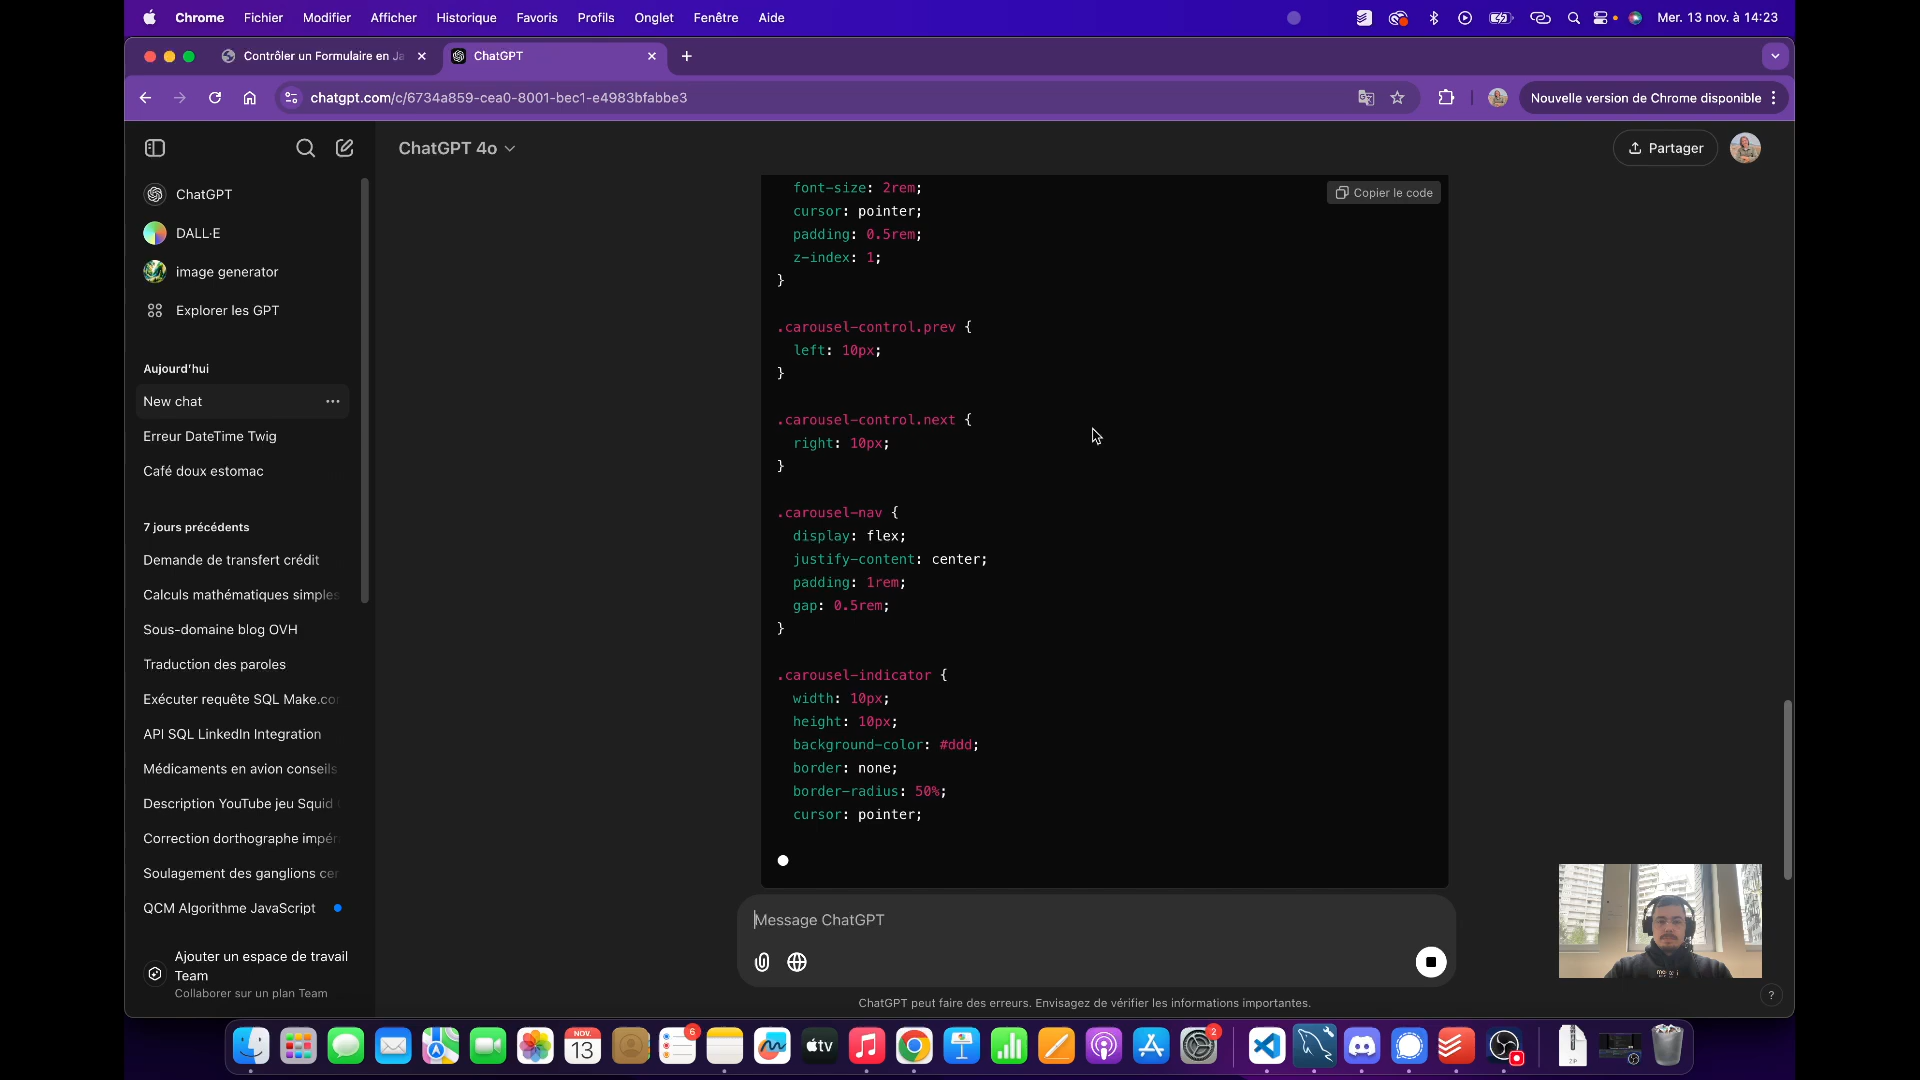 Chrome Fichier Modifier Afficher Historique Favoris Profils Onglet Fenêtre Aide Mer. 13 nov. à 14:23
Contrôler un Formulaire en Ja
ChatGPT
chatgpt.com/c/6734a859-cea0-8001-bec1-e4983bfabbe3
Nouvelle version de Chrome disponible
ChatGPT 4o
Partager
ChatGPT
DALL·E
image generator
Explorer les GPT
Aujourd'hui
New chat
Erreur DateTime Twig
Café doux estomac
7 jours précédents
Demande de transfert crédit
Calculs mathématiques simples
Sous-domaine blog OVH
Traduction des paroles
Exécuter requête SQL Make.co
API SQL LinkedIn Integration
Médicaments en avion conseils
Description YouTube jeu Squid
Correction dorthographe impér
Soulagement des ganglions cer
QCM Algorithme JavaScript
Ajouter un espace de travail
Team
Collaborer sur un plan Team
Copier le code
font-size: 2rem;
cursor: pointer;
padding: 0.5rem;
z-index: 1;
}
.carousel-control.prev {
left: 10px;
}
.carousel-control.next {
right: 10px;
}
.carousel-nav {
display: flex;
justify-content: center;
padding: 1rem;
gap: 0.5rem;
}
.carousel-indicator {
width: 10px;
height: 10px;
background-color: #ddd;
border: none;
border-radius: 50%;
cursor: pointer;
Message ChatGPT
ChatGPT peut faire des erreurs. Envisagez de vérifier les informations importantes.
?
NOV.
13
6
tv
2
ZIP